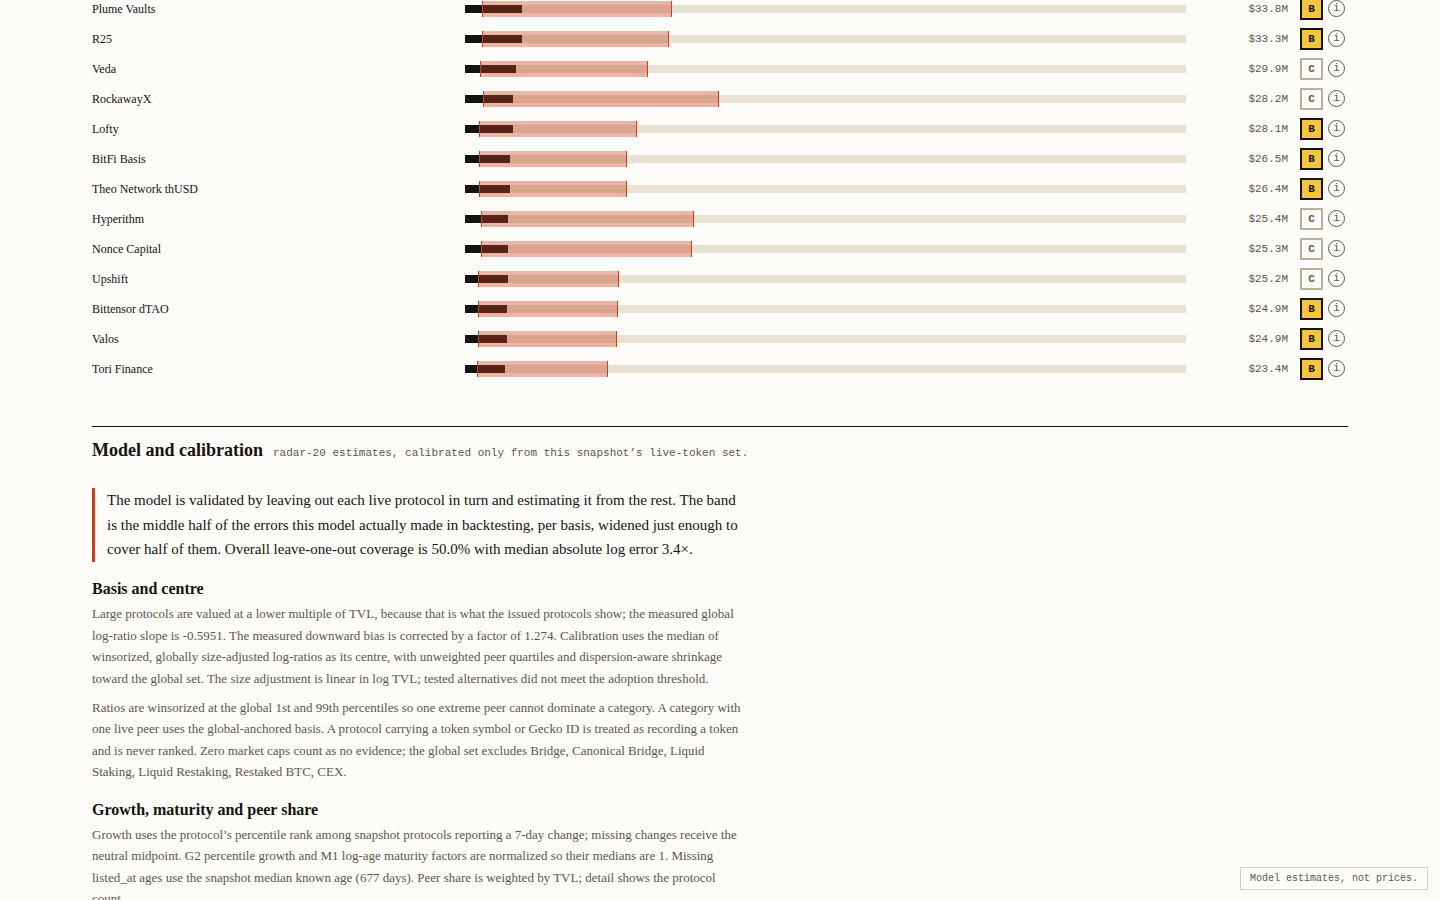 Plume Vaults $33.8M B i
R25 $33.3M B i
Veda $29.9M C i
RockawayX $28.2M C i
Lofty $28.1M B i
BitFi Basis $26.5M B i
Theo Network thUSD $26.4M B i
Hyperithm $25.4M C i
Nonce Capital $25.3M C i
Upshift $25.2M C i
Bittensor dTAO $24.9M B i
Valos $24.9M B i
Tori Finance $23.4M B i
Model and calibration radar-20 estimates, calibrated only from this snapshot’s live-token set.
The model is validated by leaving out each live protocol in turn and estimating it from the rest. The band
is the middle half of the errors this model actually made in backtesting, per basis, widened just enough to
cover half of them. Overall leave-one-out coverage is 50.0% with median absolute log error 3.4×.
Basis and centre
Large protocols are valued at a lower multiple of TVL, because that is what the issued protocols show; the measured global
log-ratio slope is -0.5951. The measured downward bias is corrected by a factor of 1.274. Calibration uses the median of
winsorized, globally size-adjusted log-ratios as its centre, with unweighted peer quartiles and dispersion-aware shrinkage
toward the global set. The size adjustment is linear in log TVL; tested alternatives did not meet the adoption threshold.
Ratios are winsorized at the global 1st and 99th percentiles so one extreme peer cannot dominate a category. A category with
one live peer uses the global-anchored basis. A protocol carrying a token symbol or Gecko ID is treated as recording a token
and is never ranked. Zero market caps count as no evidence; the global set excludes Bridge, Canonical Bridge, Liquid
Staking, Liquid Restaking, Restaked BTC, CEX.
Growth, maturity and peer share
Growth uses the protocol’s percentile rank among snapshot protocols reporting a 7-day change; missing changes receive the
neutral midpoint. G2 percentile growth and M1 log-age maturity factors are normalized so their medians are 1. Missing
listed_at ages use the snapshot median known age (677 days). Peer share is weighted by TVL; detail shows the protocol
count.
Model estimates, not prices.